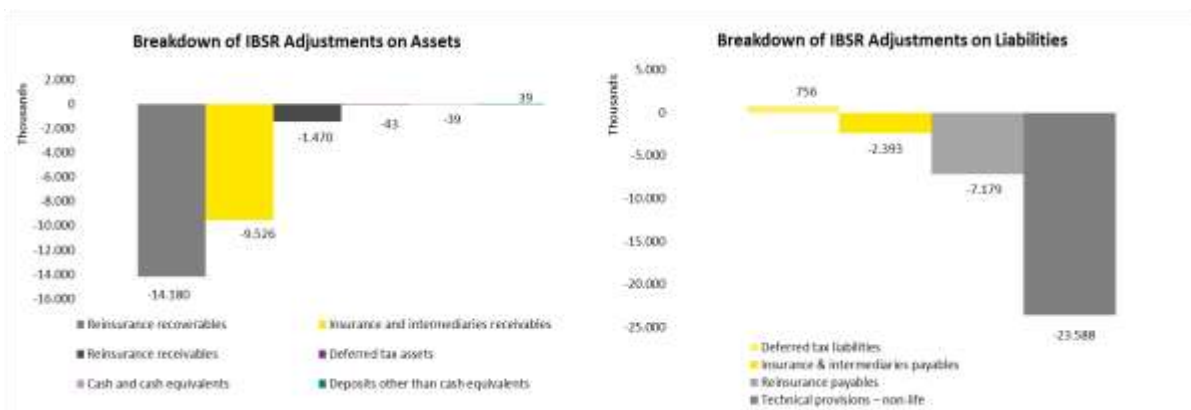 Breakdown of IBSR Adjustments on Assets
Thousands
2.000
0
-2.000
-4.000
-6.000
-8.000
-10.000
-12.000
-14.000
-16.000
39
-43
-39
-1.470
-9.526
-14.180
Reinsurance recoverables
Insurance and intermediaries receivables
Reinsurance receivables
Deferred tax assets
Cash and cash equivalents
Deposits other than cash equivalents
Breakdown of IBSR Adjustments on Liabilities
Thousands
5.000
0
-5.000
-10.000
-15.000
-20.000
-25.000
756
-2.393
-7.179
-23.588
Deferred tax liabilities
Insurance & intermediaries payables
Reinsurance payables
Technical provisions – non-life